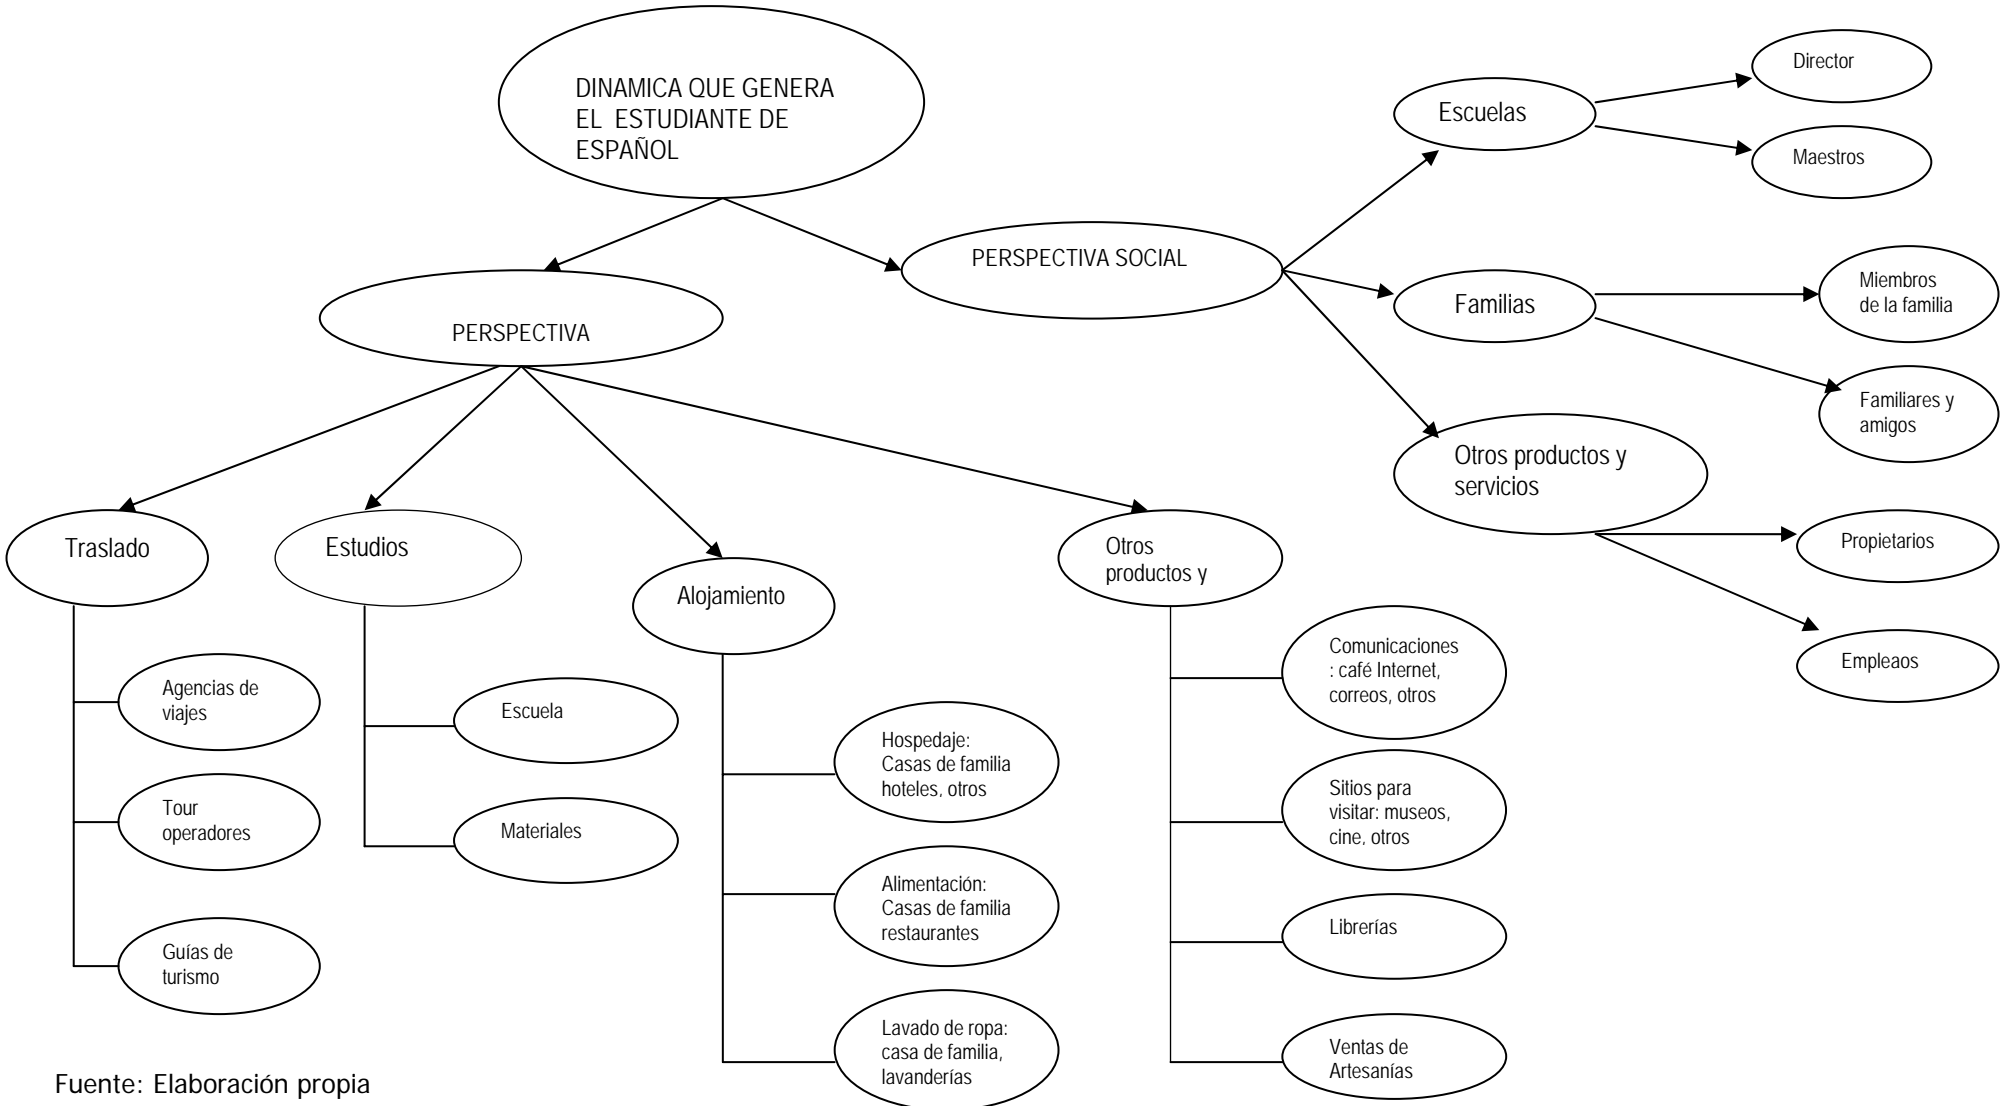 DINAMICA QUE GENERA
EL ESTUDIANTE DE
ESPAÑOL
PERSPECTIVA SOCIAL
PERSPECTIVA
Escuelas
Director
Maestros
Familias
Miembros
de la familia
Familiares y
amigos
Otros productos y
servicios
Propietarios
Empleaos
Traslado
Agencias de
viajes
Tour
operadores
Guías de
turismo
Estudios
Escuela
Materiales
Alojamiento
Hospedaje:
Casas de familia
hoteles, otros
Alimentación:
Casas de familia
restaurantes
Lavado de ropa:
casa de familia,
lavanderías
Otros
productos y
Comunicaciones
: café Internet,
correos, otros
Sitios para
visitar: museos,
cine, otros
Librerías
Ventas de
Artesanías
Fuente: Elaboración propia